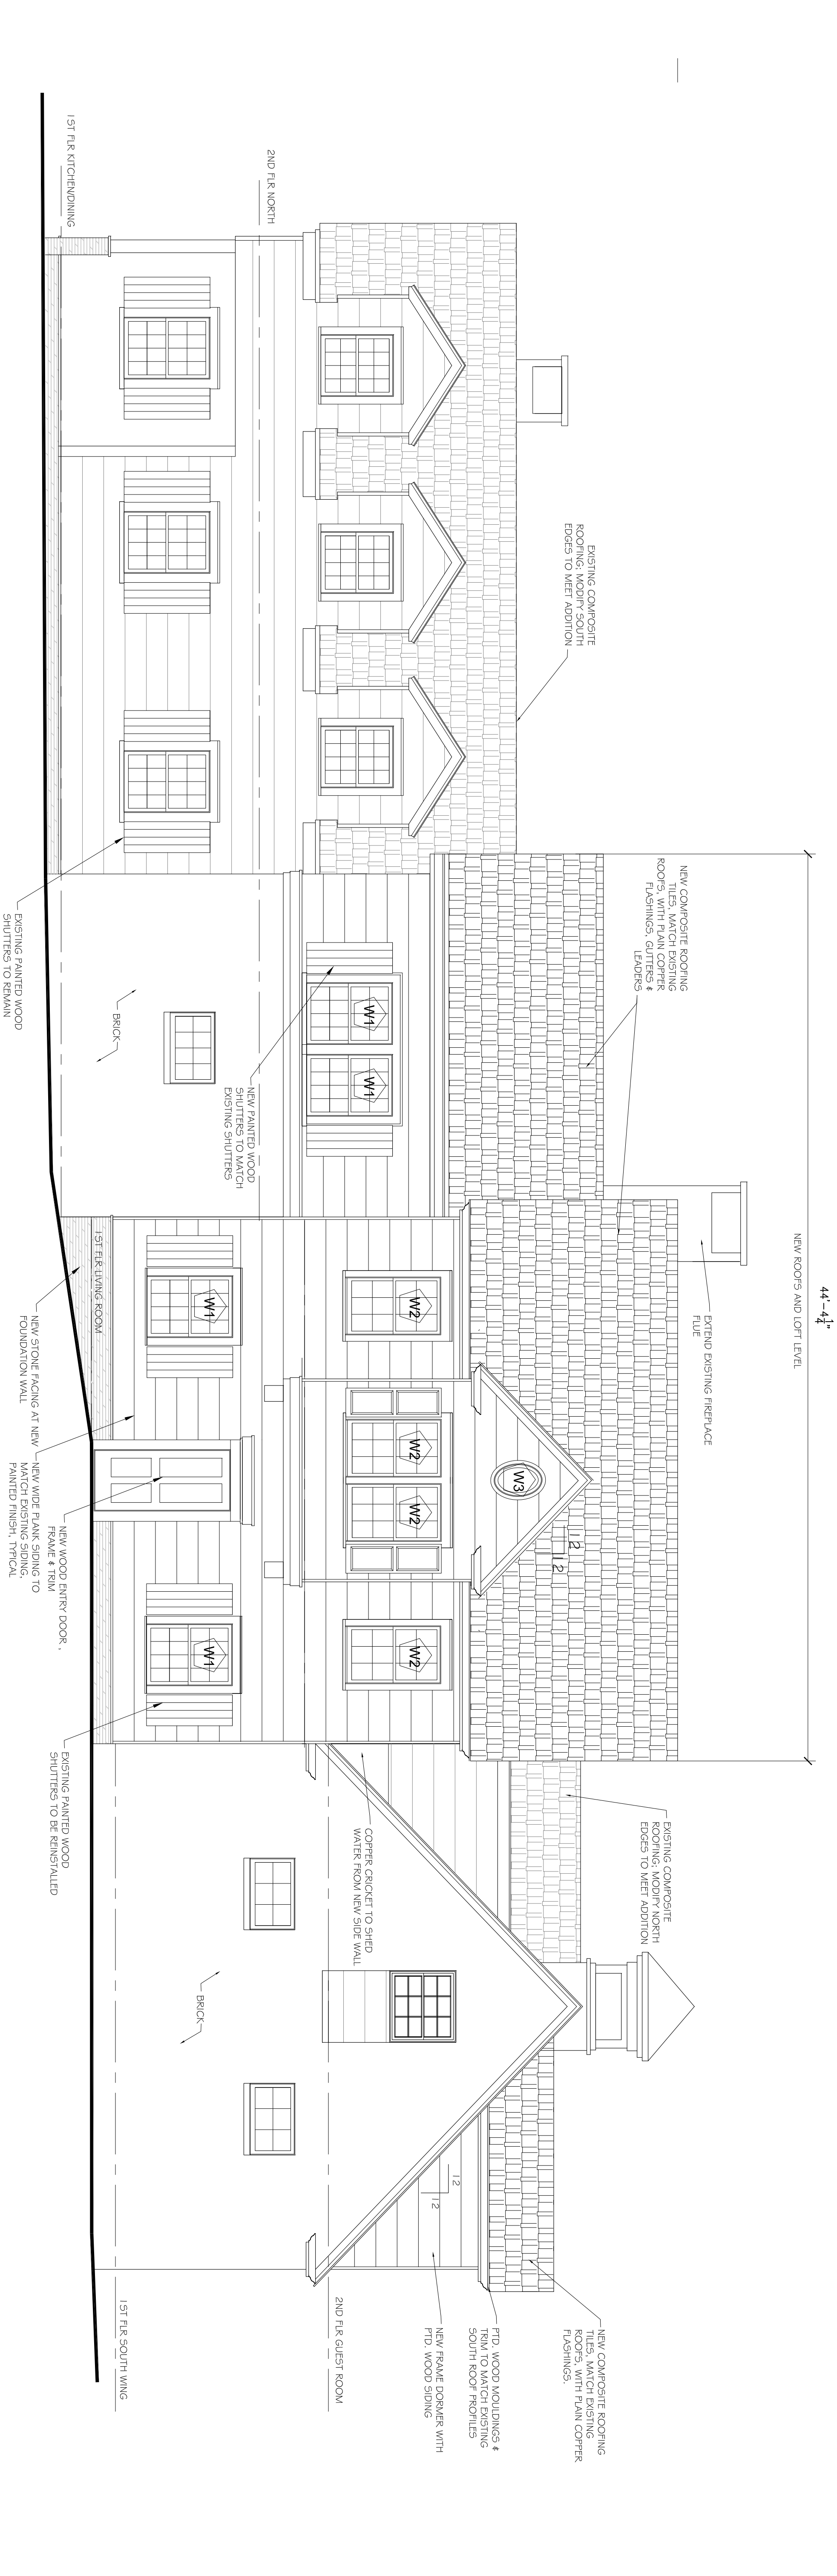 44'-4 1/4"
NEW ROOFS AND LOFT LEVEL
EXISTING COMPOSITE
ROOFING; MODIFY SOUTH
EDGES TO MEET ADDITION
NEW COMPOSITE ROOFING
TILES, MATCH EXISTING
ROOFS, WITH PLAIN COPPER
FLASHINGS, GUTTERS &
LEADERS
EXTEND EXISTING FIREPLACE
FLUE
EXISTING COMPOSITE
ROOFING; MODIFY NORTH
EDGES TO MEET ADDITION
NEW COMPOSITE ROOFING
TILES, MATCH EXISTING
ROOFS, WITH PLAIN COPPER
FLASHINGS.
12
12
W3
PTD. WOOD MOULDINGS &
TRIM TO MATCH EXISTING
SOUTH ROOF PROFILES
12
12
NEW FRAME DORMER WITH
PTD. WOOD SIDING
W2
W2
W2
W2
W1
W1
COPPER CRICKET TO SHED
WATER FROM NEW SIDE WALL
2ND FLR NORTH
2ND FLR GUEST ROOM
NEW PAINTED WOOD
SHUTTERS TO MATCH
EXISTING SHUTTERS
W1
W1
BRICK
BRICK
1ST FLR KITCHEN/DINING
1ST FLR LIVING ROOM
1ST FLR SOUTH WING
EXISTING PAINTED WOOD
SHUTTERS TO REMAIN
NEW STONE FACING AT NEW
FOUNDATION WALL
NEW WIDE PLANK SIDING TO
MATCH EXISTING SIDING,
PAINTED FINISH, TYPICAL
NEW WOOD ENTRY DOOR ,
FRAME & TRIM
EXISTING PAINTED WOOD
SHUTTERS TO BE REINSTALLED